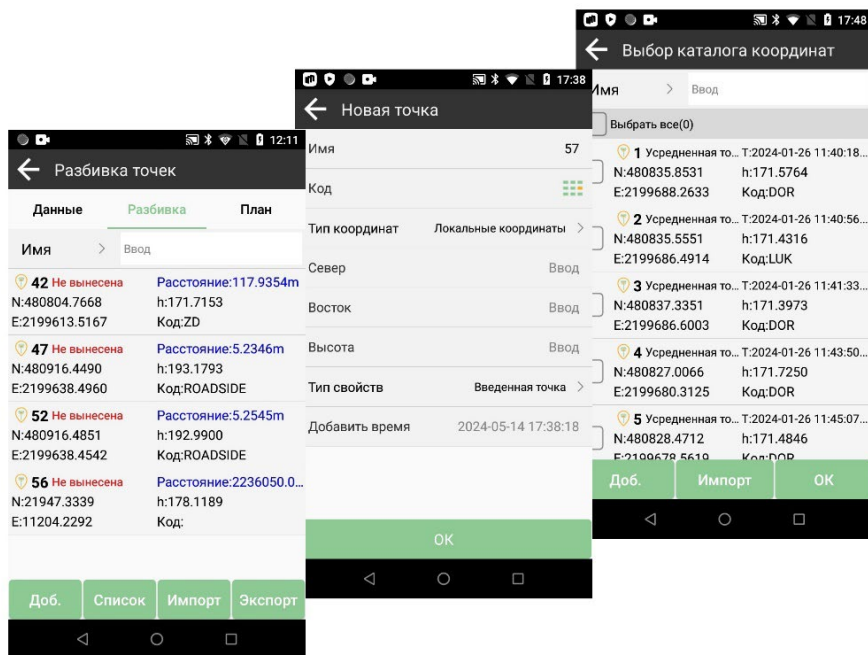 12:11
Разбивка точек
Данные Разбивка План
Имя > Ввод
42 Не вынесена Расстояние:117.9354m
N:480804.7668 h:171.7153
E:2199613.5167 Код:ZD
47 Не вынесена Расстояние:5.2346m
N:480916.4490 h:193.1793
E:2199638.4960 Код:ROADSIDE
52 Не вынесена Расстояние:5.2545m
N:480916.4851 h:192.9900
E:2199638.4542 Код:ROADSIDE
56 Не вынесена Расстояние:2236050.0...
N:21947.3339 h:178.1189
E:11204.2292 Код:
Доб. Список Импорт Экспорт
17:38
Новая точка
Имя 57
Код
Тип координат Локальные координаты >
Север Ввод
Восток Ввод
Высота Ввод
Тип свойств Введенная точка >
Добавить время 2024-05-14 17:38:18
ОК
17:48
Выбор каталога координат
Имя > Ввод
Выбрать все(0)
1 Усредненная то... T:2024-01-26 11:40:18...
N:480835.8531 h:171.5764
E:2199688.2633 Код:DOR
2 Усредненная то... T:2024-01-26 11:40:56...
N:480835.5551 h:171.4316
E:2199686.4914 Код:LUK
3 Усредненная то... T:2024-01-26 11:41:33...
N:480837.3351 h:171.3973
E:2199686.6003 Код:DOR
4 Усредненная то... T:2024-01-26 11:43:50...
N:480827.0066 h:171.7250
E:2199680.3125 Код:DOR
5 Усредненная то... T:2024-01-26 11:45:07...
N:480828.4712 h:171.4846
E:2199678.5619 Код:DOR
Доб. Импорт ОК